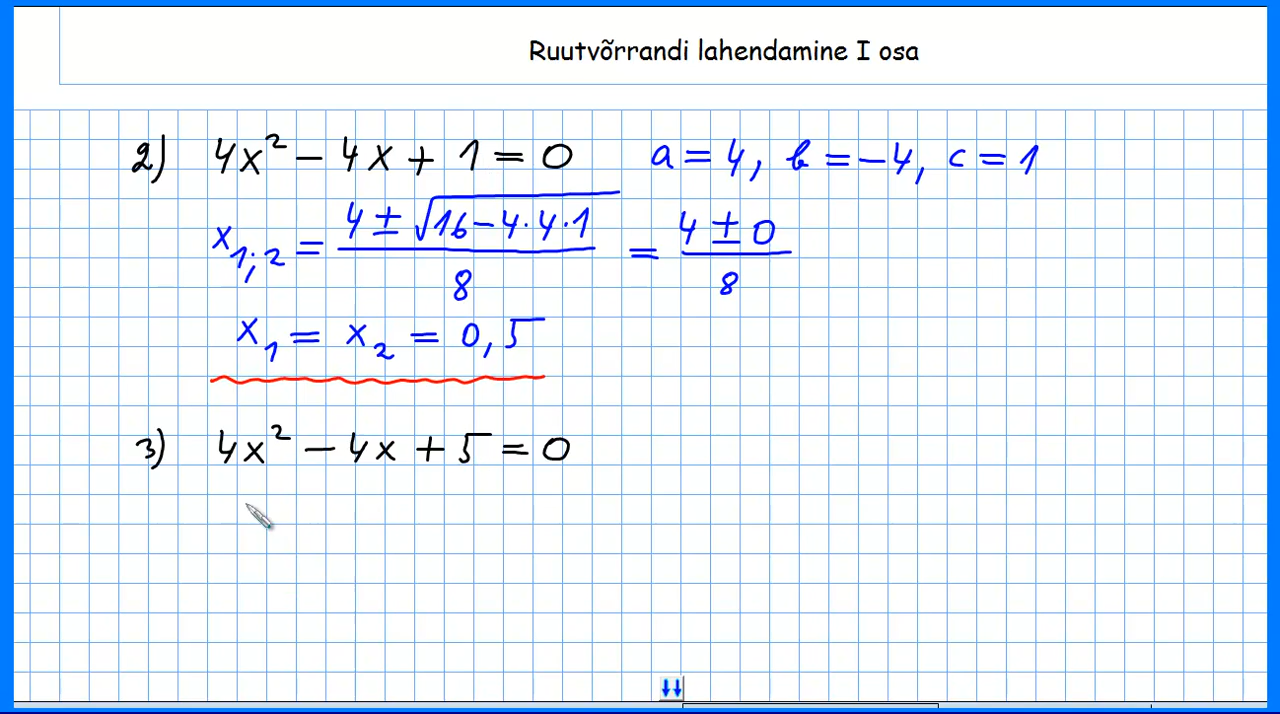 Ruutvõrrandi lahendamine I osa
2) 4x² − 4x + 1 = 0 a = 4, b = −4, c = 1
x₁;₂ = (4 ± √(16 − 4·4·1))/8 = (4 ± 0)/8
x₁ = x₂ = 0,5
3) 4x² − 4x + 5 = 0